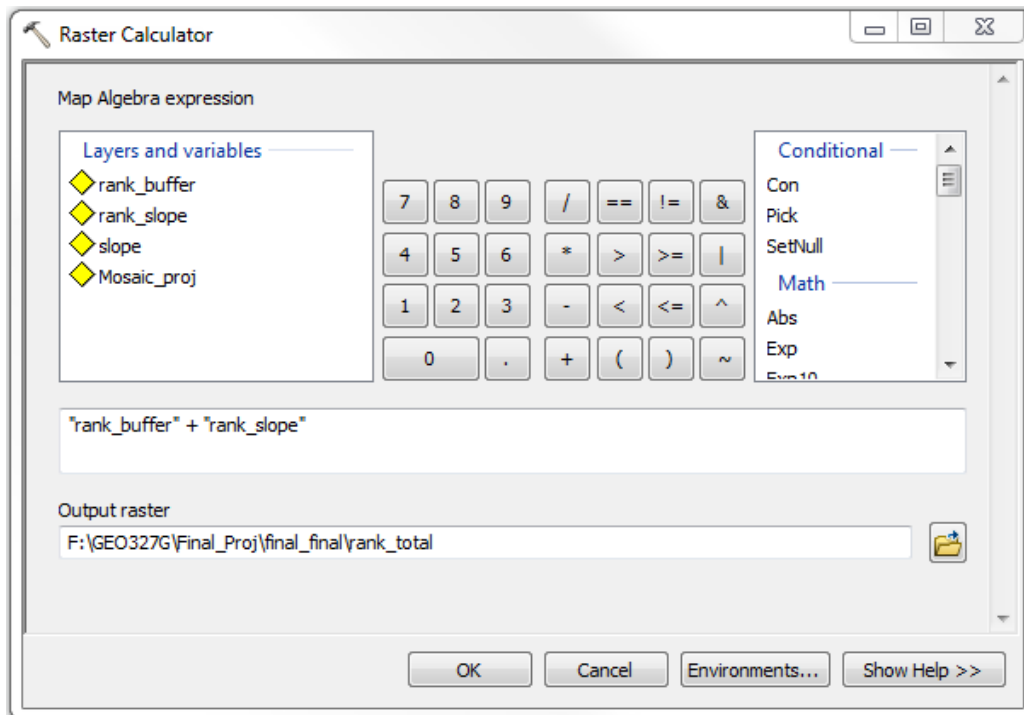 Raster Calculator
Map Algebra expression
Layers and variables
rank_buffer
rank_slope
slope
Mosaic_proj
7 8 9 / == != &
4 5 6 * > >= |
1 2 3 - < <= ^
0 . + ( ) ~
Conditional
Con
Pick
SetNull
Math
Abs
Exp
Exp10
"rank_buffer" + "rank_slope"
Output raster
F:\GEO327G\Final_Proj\final_final\rank_total
OK Cancel Environments... Show Help >>